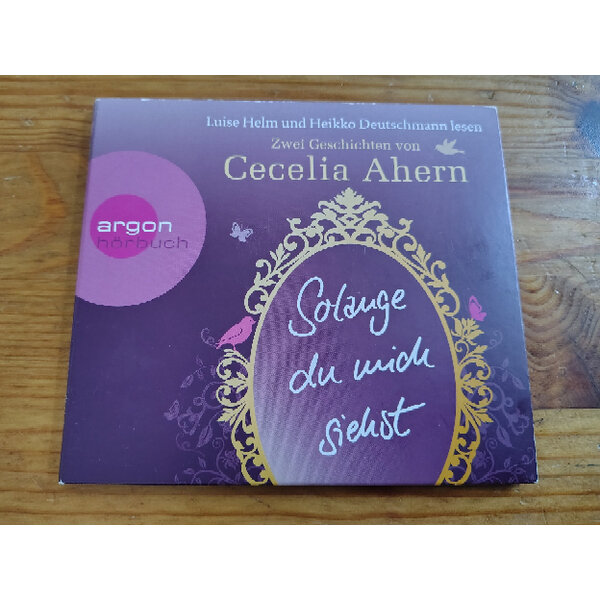 Luise Helm und Heikko Deutschmann lesen
Zwei Geschichten von
Cecelia Ahern
argon
hörbuch
Solange
du mich
siehst